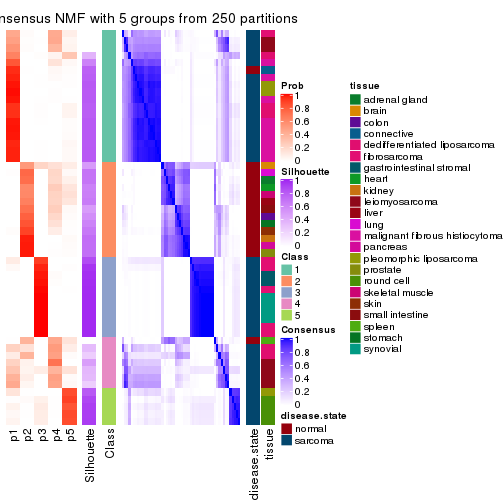 nsensus NMF with 5 groups from 250 partitions
Prob
1
0.8
0.6
0.4
0.2
0
Silhouette
1
0.8
0.6
0.4
0.2
0
Class
1
2
3
4
5
Consensus
1
0.8
0.6
0.4
0.2
0
disease.state
normal
sarcoma
tissue
adrenal gland
brain
colon
connective
dedifferentiated liposarcoma
fibrosarcoma
gastrointestinal stromal
heart
kidney
leiomyosarcoma
liver
lung
malignant fibrous histiocytoma
pancreas
pleomorphic liposarcoma
prostate
round cell
skeletal muscle
skin
small intestine
spleen
stomach
synovial
p1
p2
p3
p4
p5
Silhouette
Class
disease.state
tissue